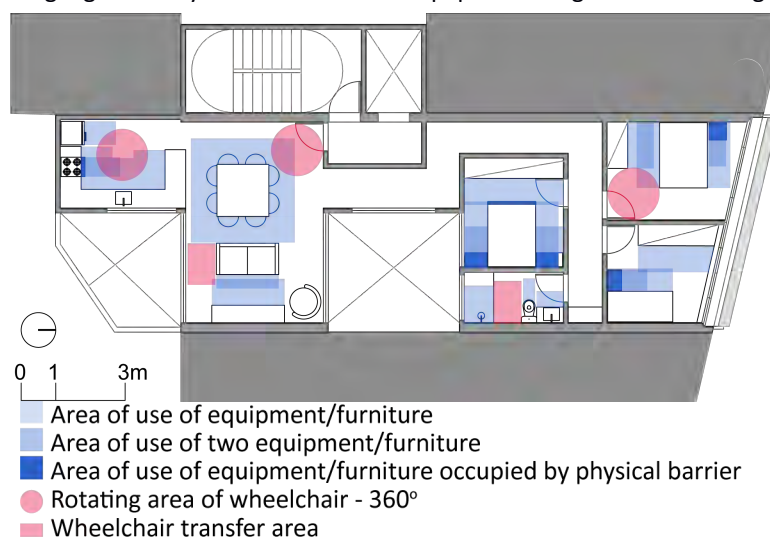 0 1 3m
Area of use of equipment/furniture
Area of use of two equipment/furniture
Area of use of equipment/furniture occupied by physical barrier
Rotating area of wheelchair - 360º
Wheelchair transfer area